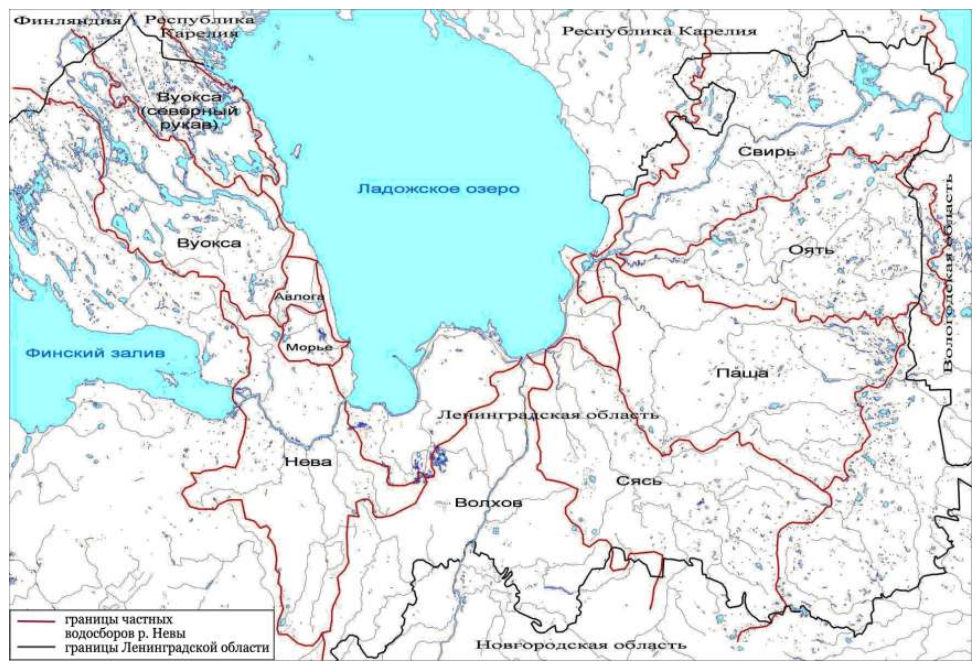 Финляндия
Республика
Карелия
Республика Карелия
Вуокса
(северный
рукав)
Свирь
Ладожское озеро
Вуокса
Оять
Вологодская область
Авлога
Морье
Финский залив
Паша
Ленинградская область
Нева
Сясь
Волхов
границы частных
водосборов р. Невы
границы Ленинградской области
Новгородская область